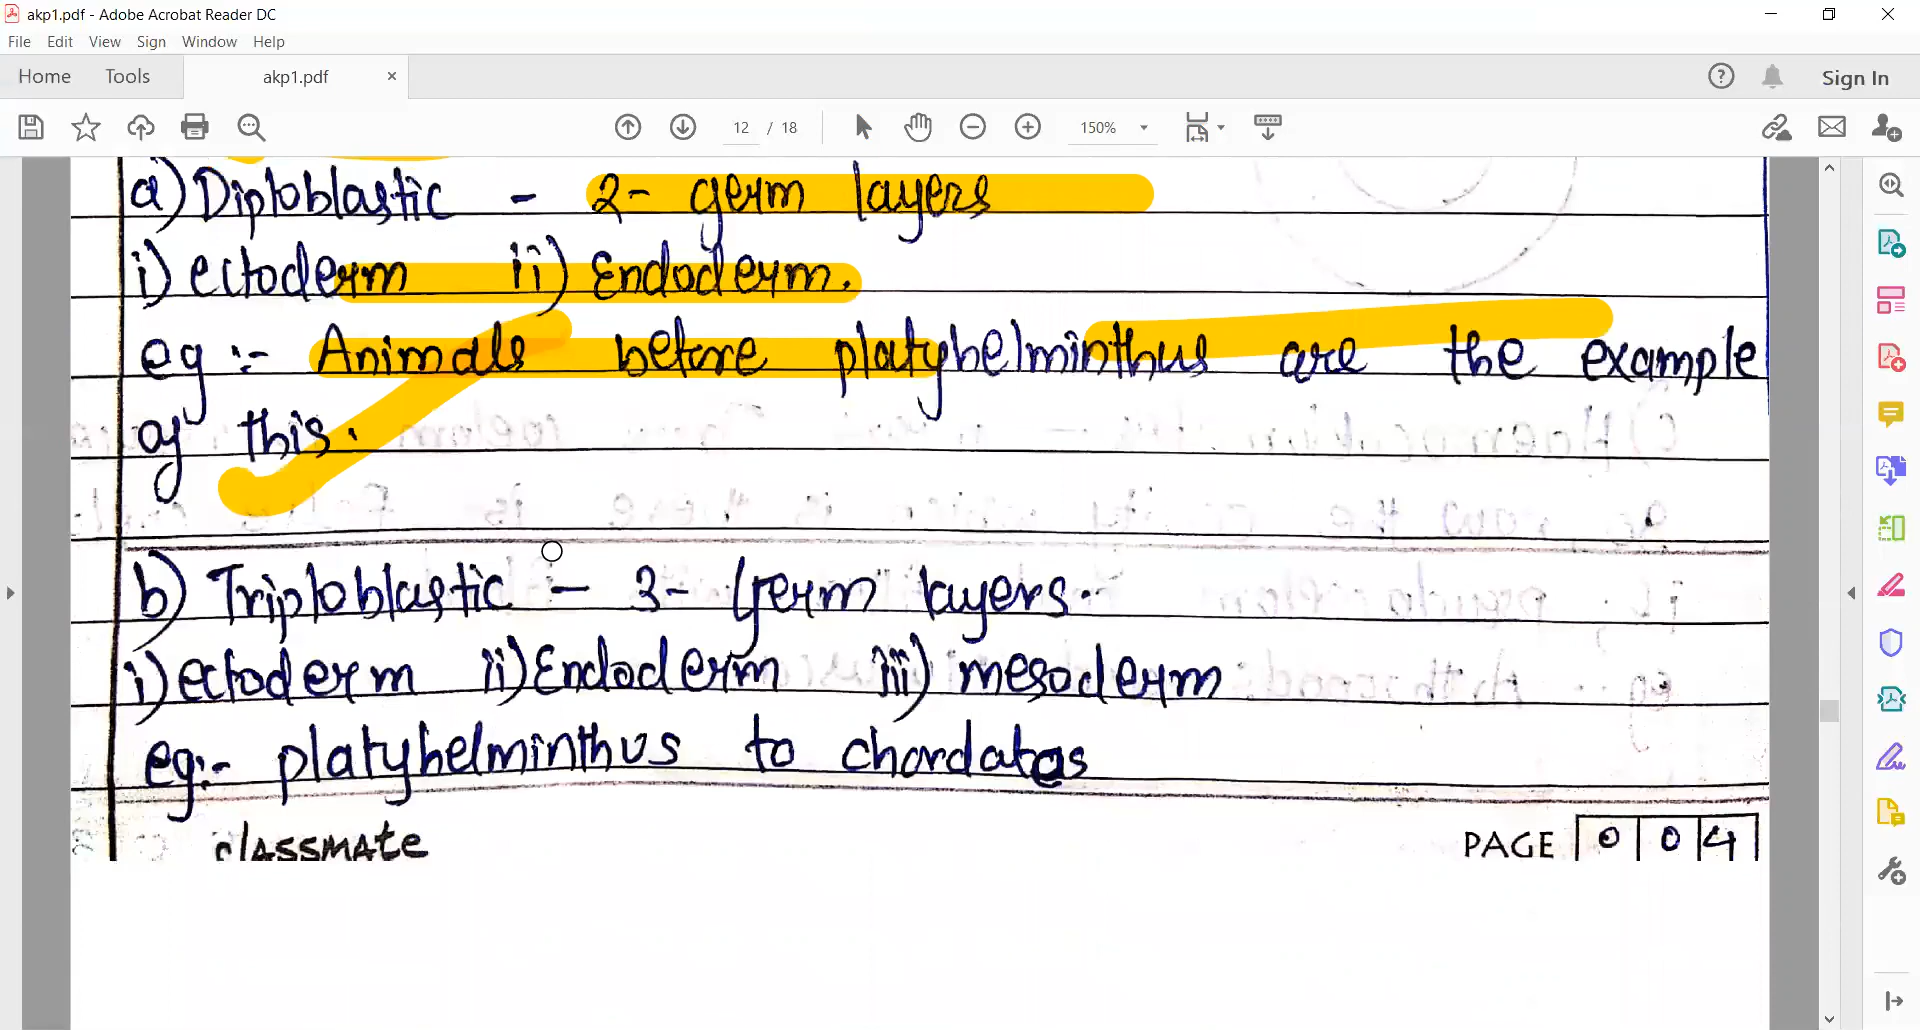 akp1.pdf - Adobe Acrobat Reader DC
File Edit View Sign Window Help
Home Tools akp1.pdf × Sign In
12 / 18 150%
a) Diploblastic - 2- germ layers
i) ectoderm ii) Endoderm.
eg :- Animals before platyhelminthus are the example
of this.
b) Triploblastic - 3- Germ layers.
i) ectoderm ii) Endoderm iii) mesoderm
eg:- platyhelminthus to chordates
classmate PAGE 0 0 4